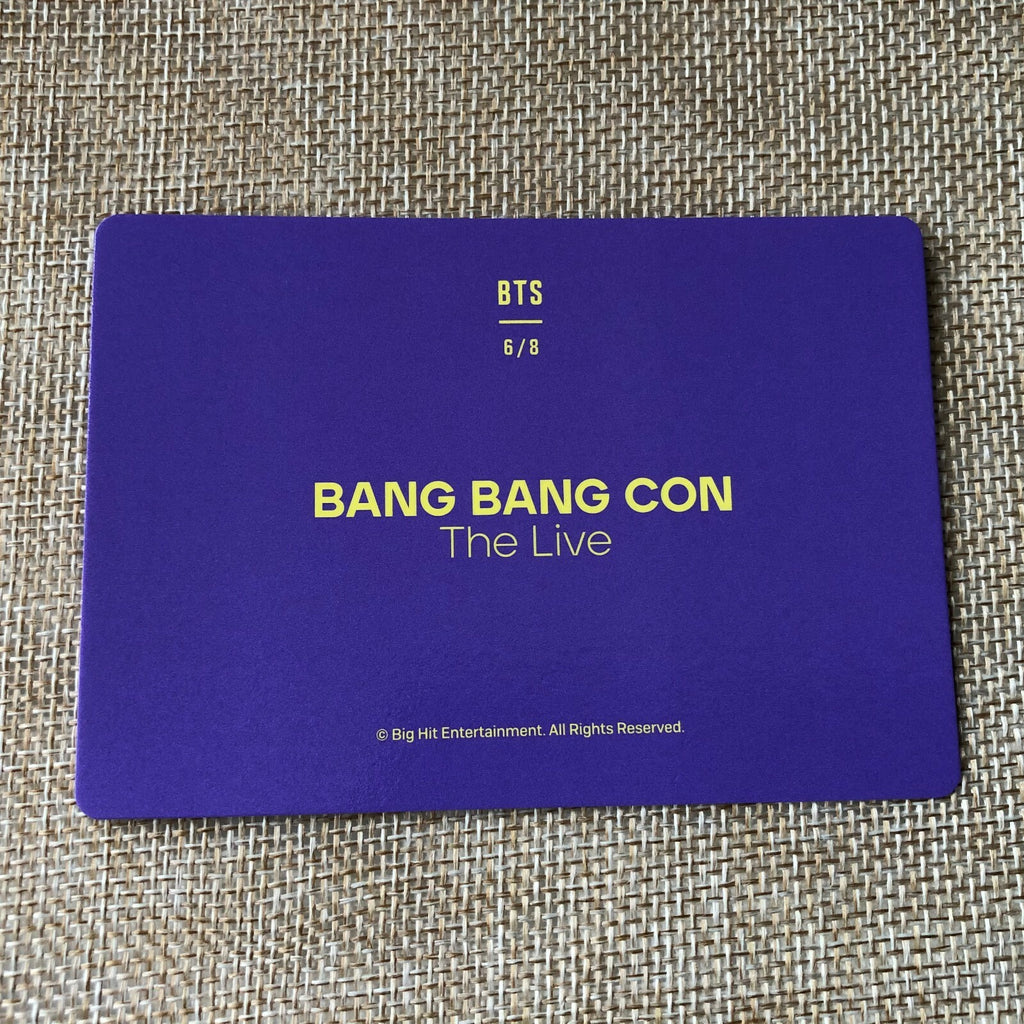 BTS
6/8
BANG BANG CON
The Live
© Big Hit Entertainment. All Rights Reserved.